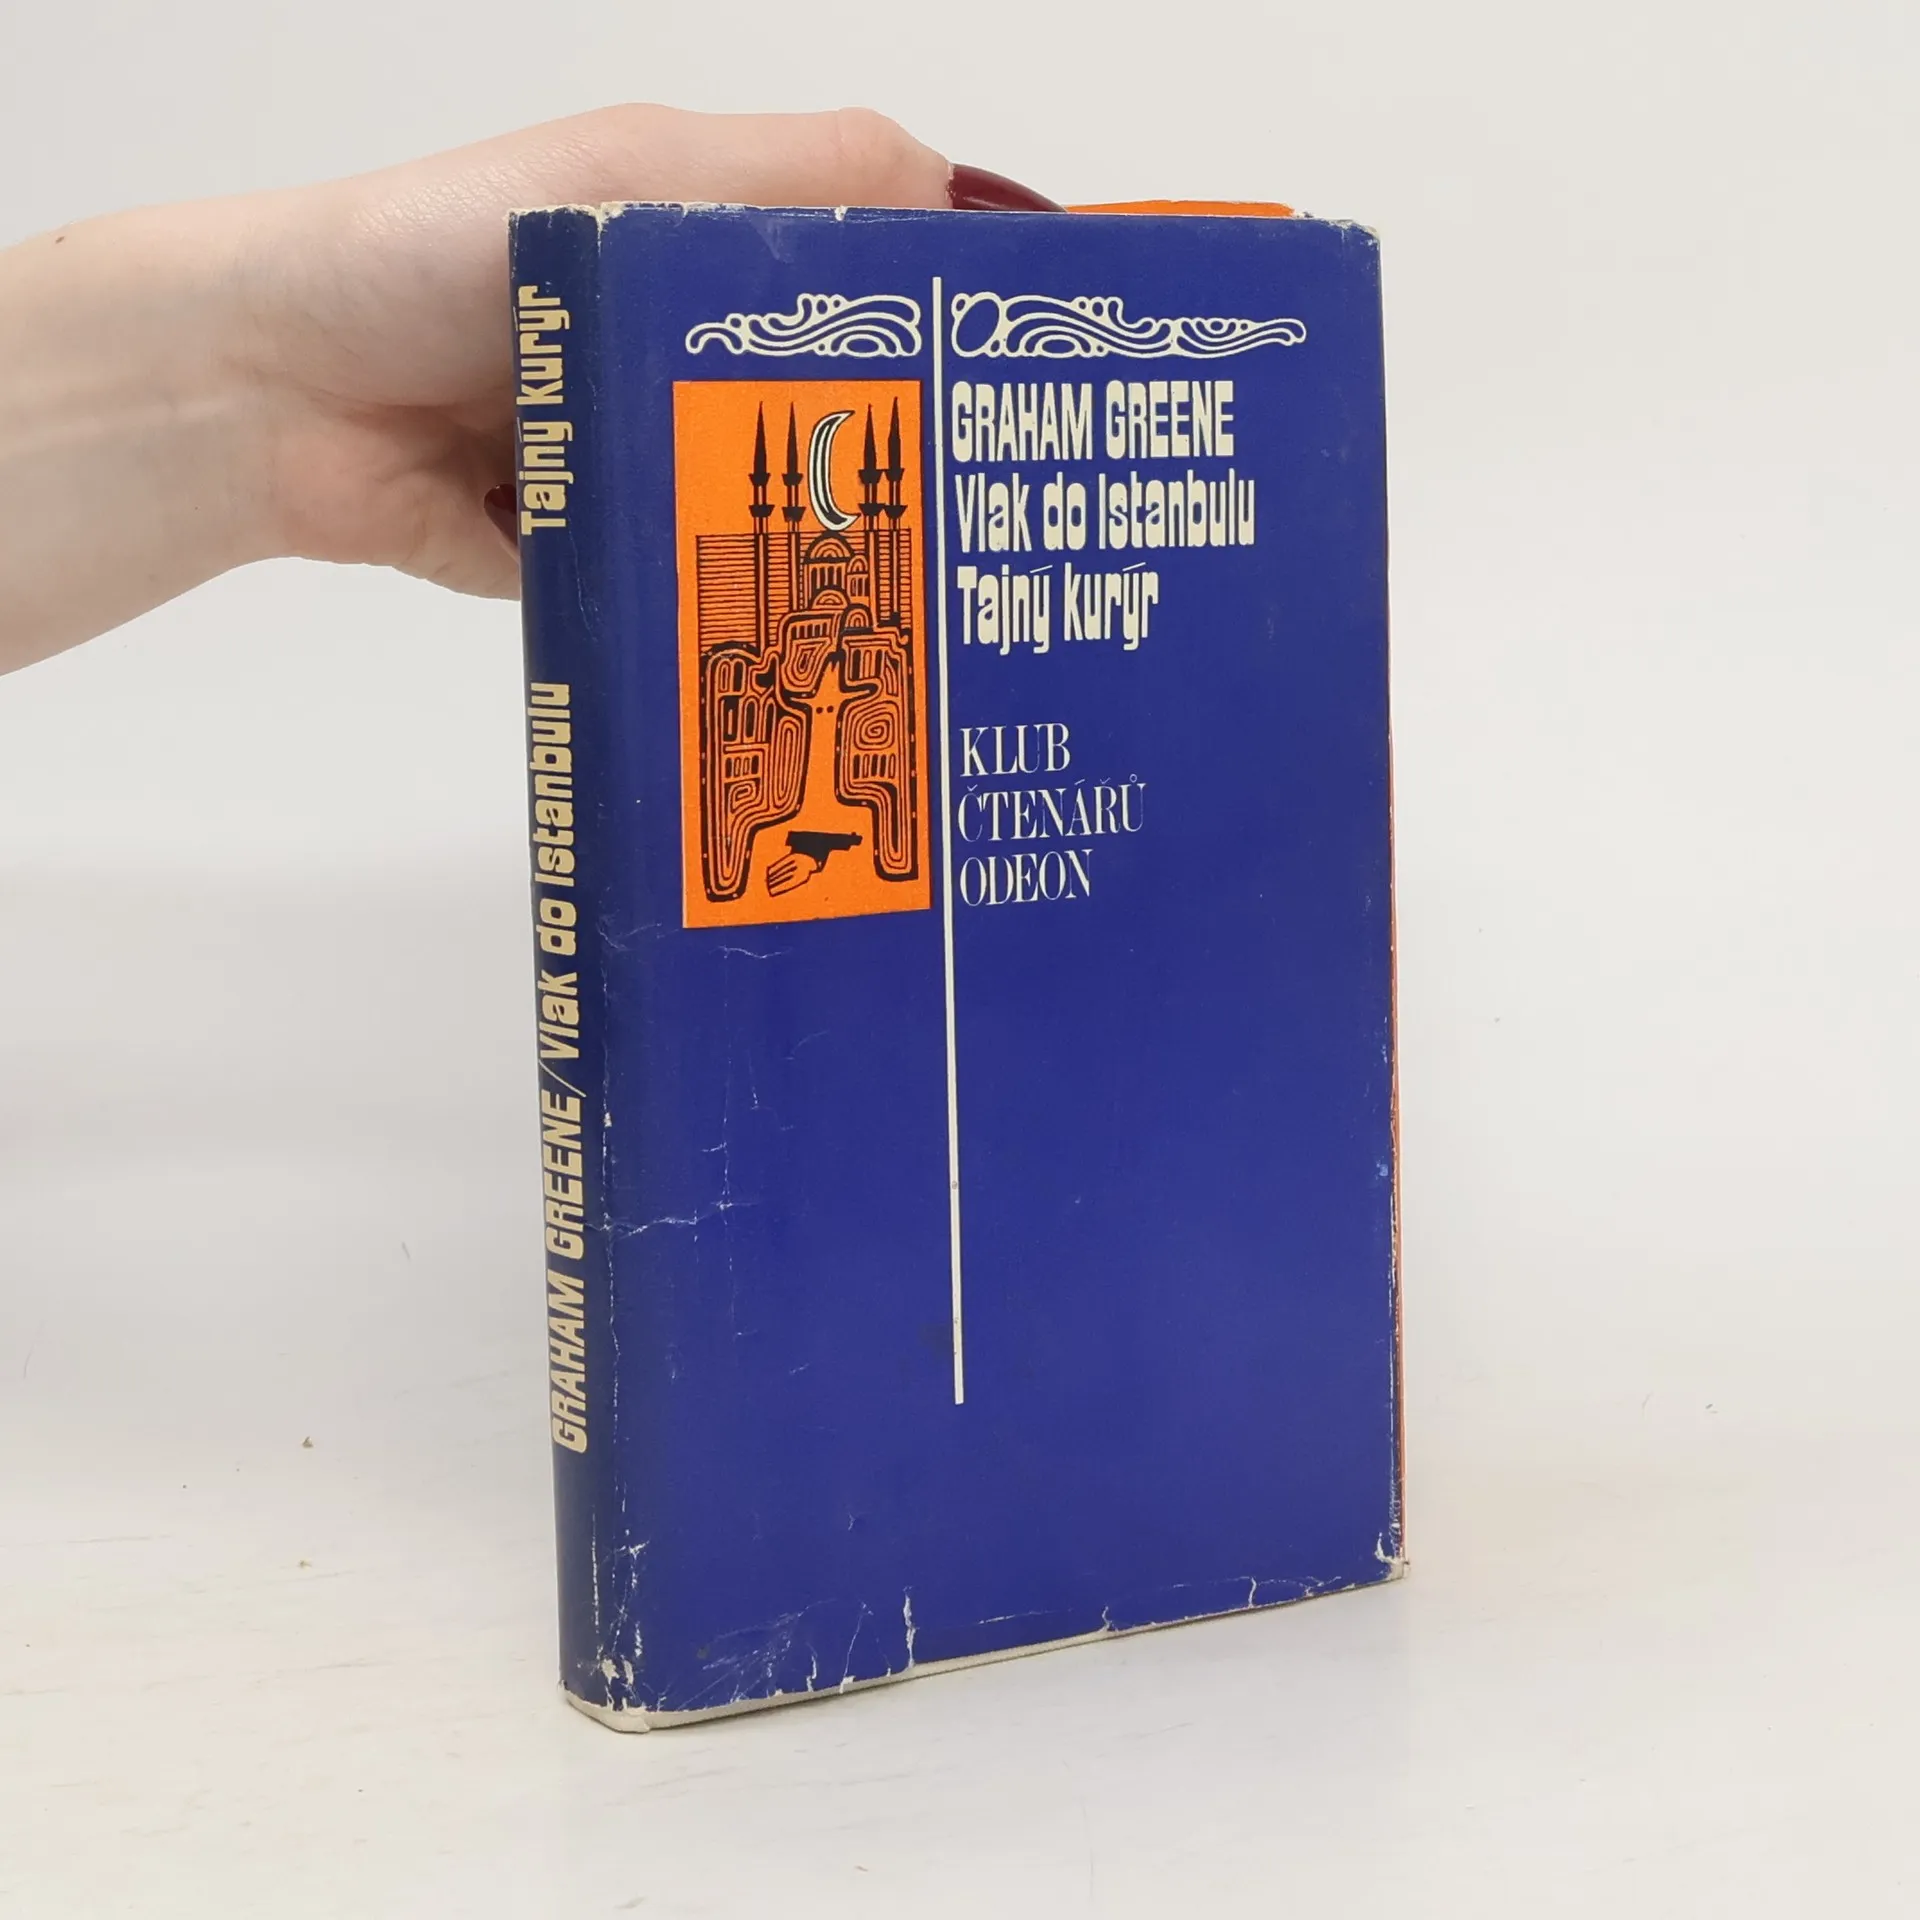 GRAHAM GREENE
Vlak do Istanbulu
Tajný kurýr
KLUB
ČTENÁŘŮ
ODEON
GRAHAM GREENE/Vlak do Istanbulu Tajný kurýr